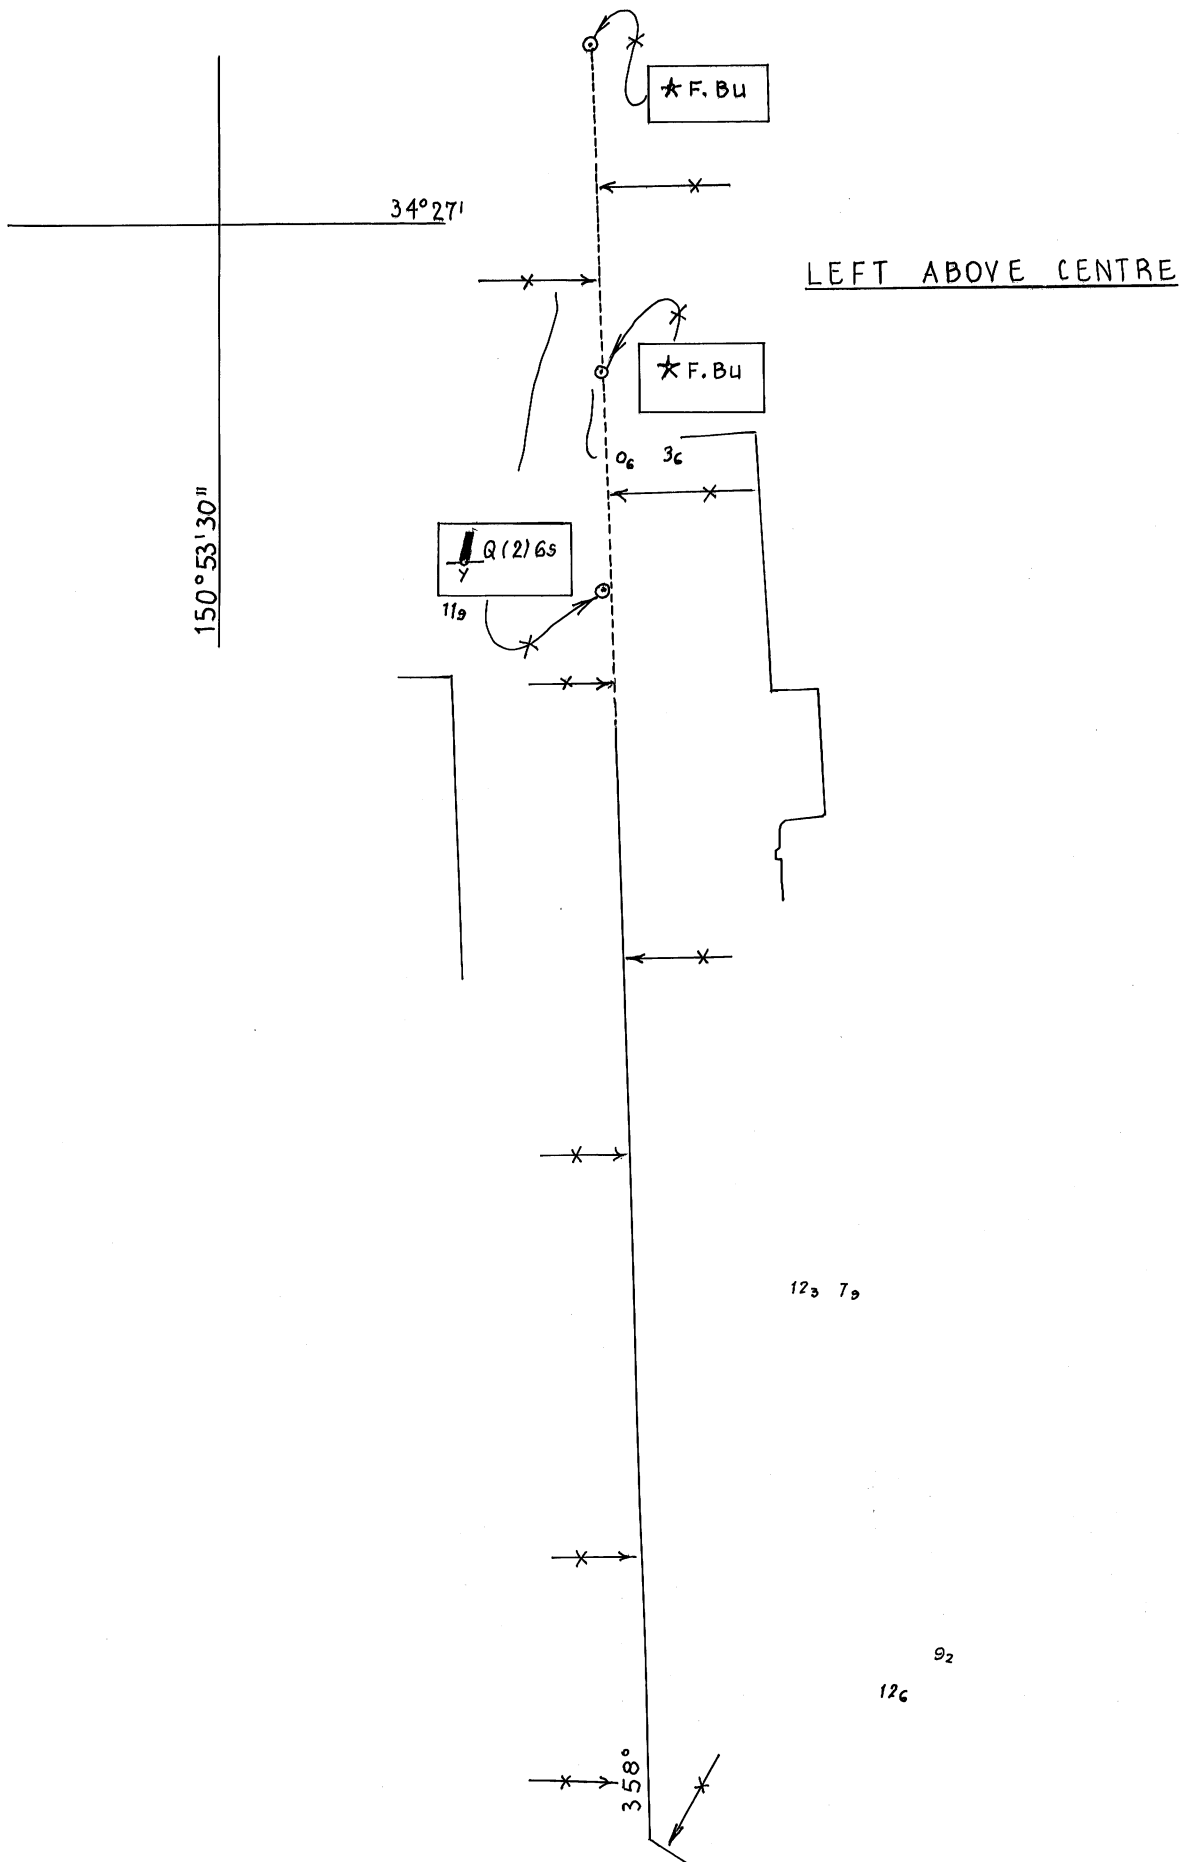 ★ F. Bu
34°27'
LEFT ABOVE CENTRE
★ F. Bu
0₆ 3₆
150°53'30"
Q(2)6s
Y
11₉
12₃ 7₉
9₂
12₆
358°